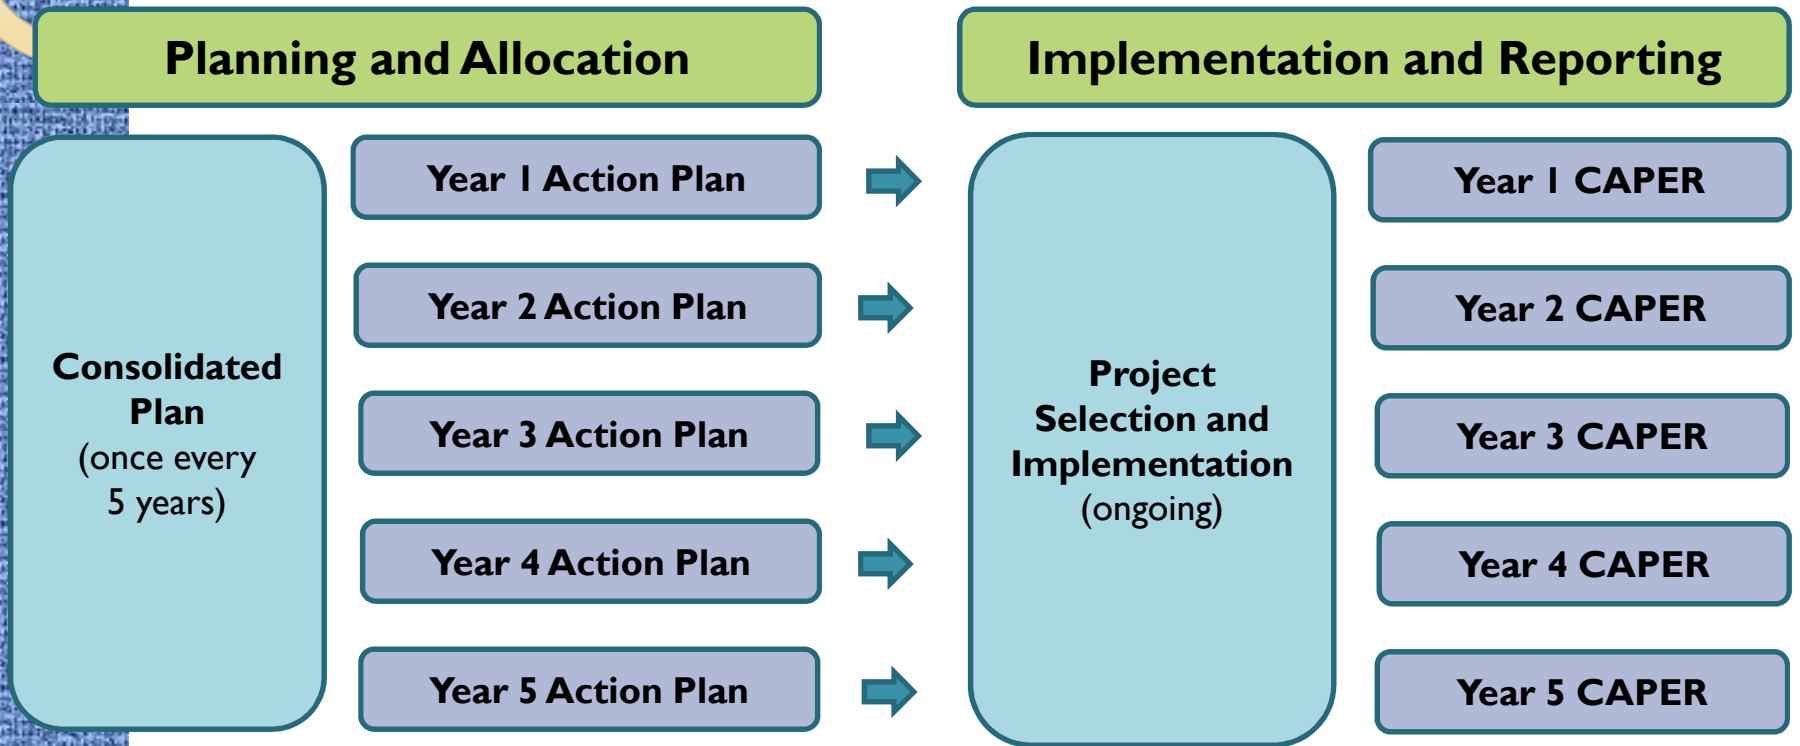 Planning and Allocation
Implementation and Reporting
Consolidated
Plan
(once every
5 years)
Year 1 Action Plan
Year 2 Action Plan
Year 3 Action Plan
Year 4 Action Plan
Year 5 Action Plan
Project
Selection and
Implementation
(ongoing)
Year 1 CAPER
Year 2 CAPER
Year 3 CAPER
Year 4 CAPER
Year 5 CAPER